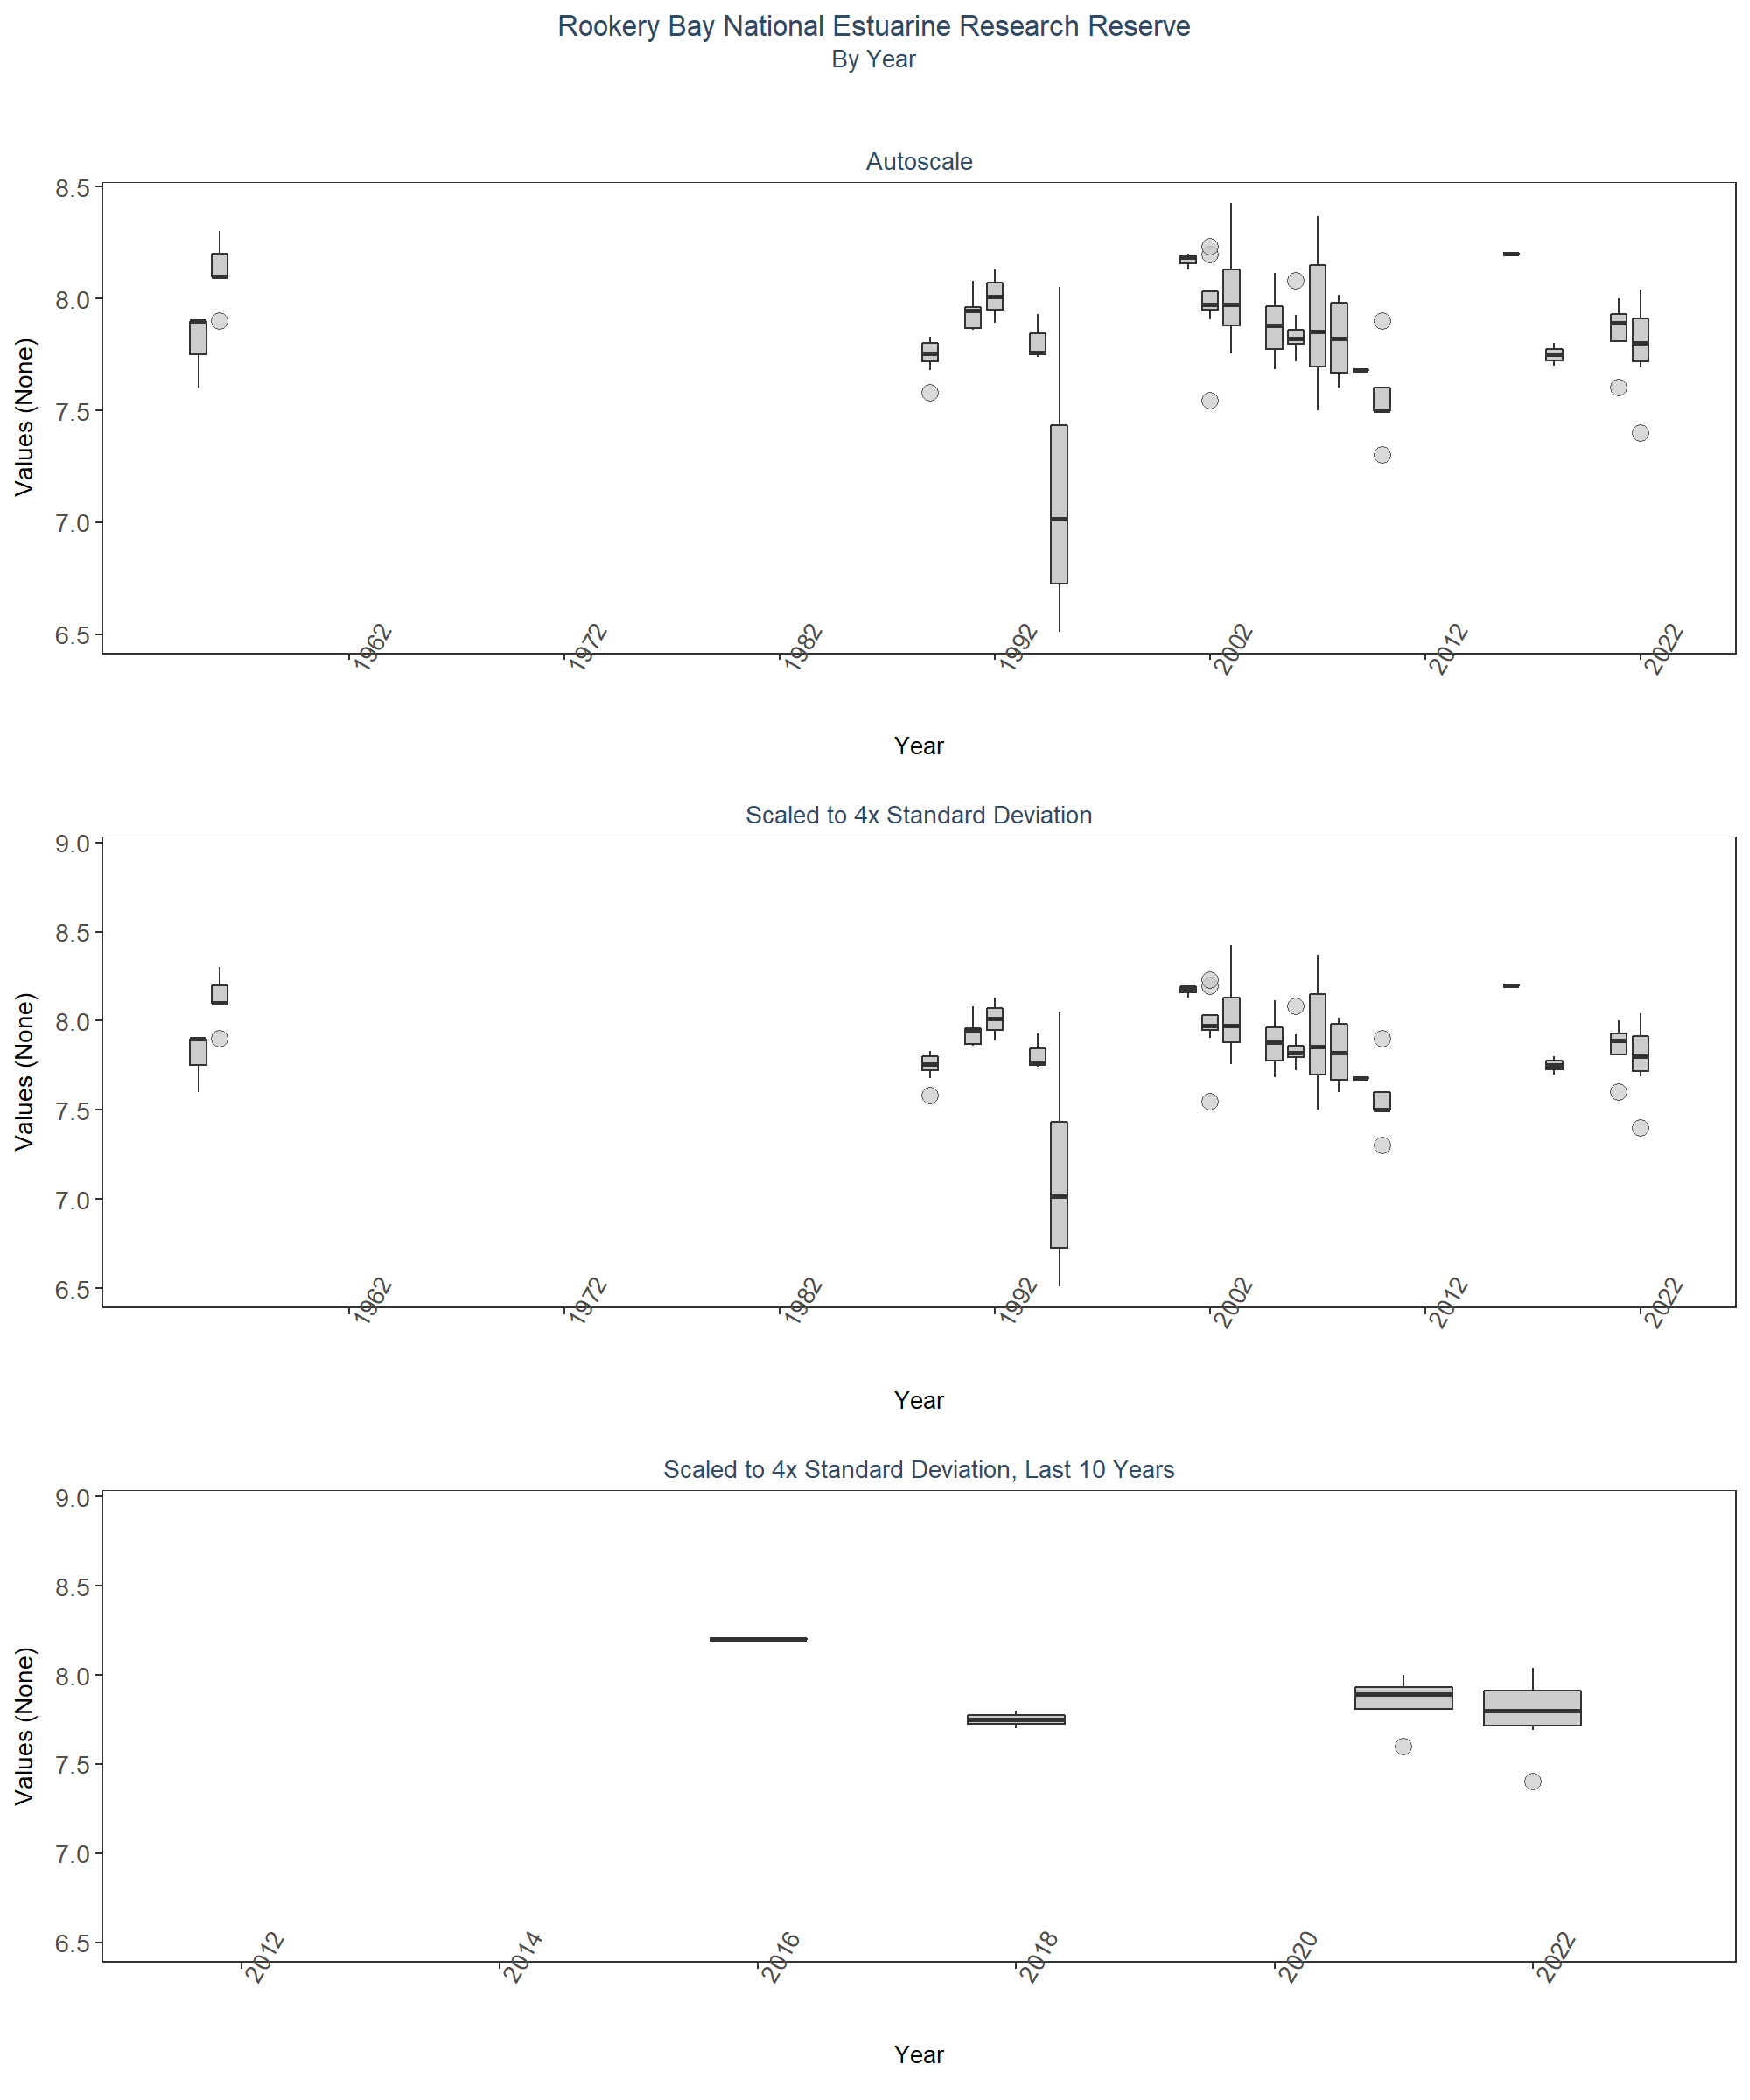 Rookery Bay National Estuarine Research Reserve
By Year
Autoscale
8.5
8.0
7.5
7.0
6.5
Values (None)
1962 1972 1982 1992 2002 2012 2022
Year
Scaled to 4x Standard Deviation
9.0
8.5
8.0
7.5
7.0
6.5
Values (None)
1962 1972 1982 1992 2002 2012 2022
Year
Scaled to 4x Standard Deviation, Last 10 Years
9.0
8.5
8.0
7.5
7.0
6.5
Values (None)
2012 2014 2016 2018 2020 2022
Year